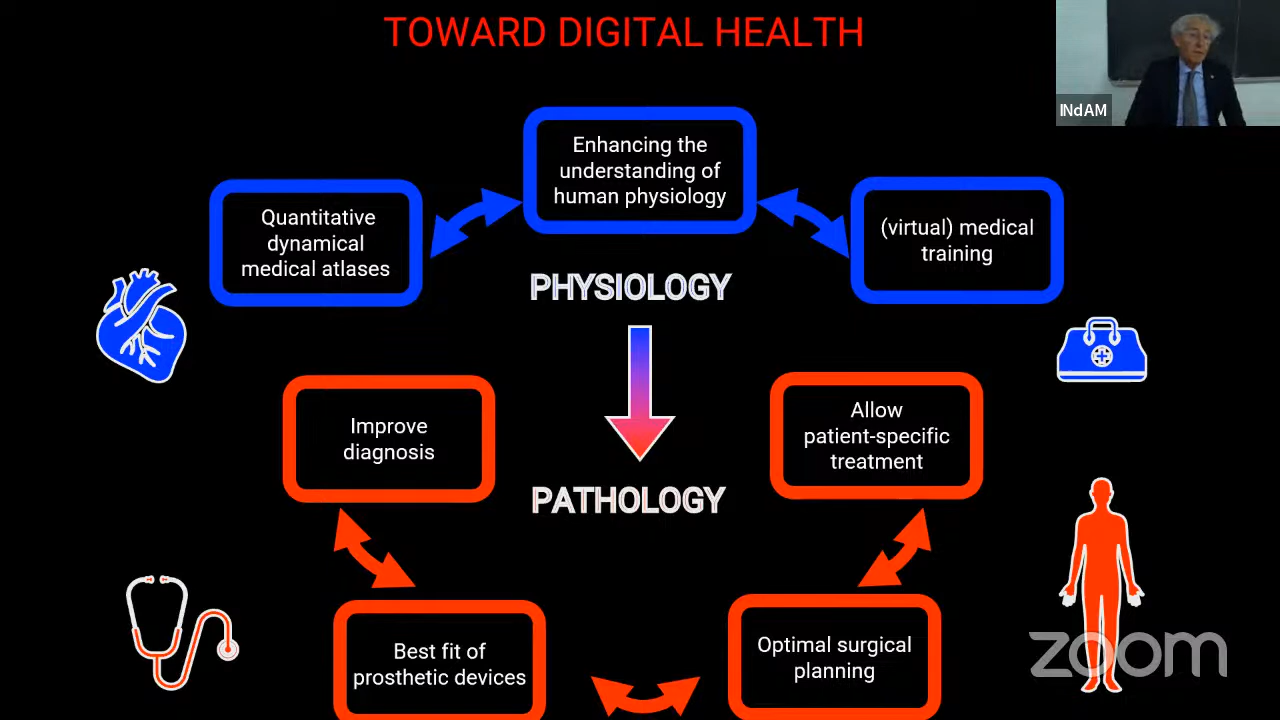 TOWARD DIGITAL HEALTH
INdAM
Enhancing the
understanding of
human physiology
Quantitative
dynamical
medical atlases
(virtual) medical
training
PHYSIOLOGY
Improve
diagnosis
Allow
patient-specific
treatment
PATHOLOGY
Best fit of
prosthetic devices
Optimal surgical
planning
zoom